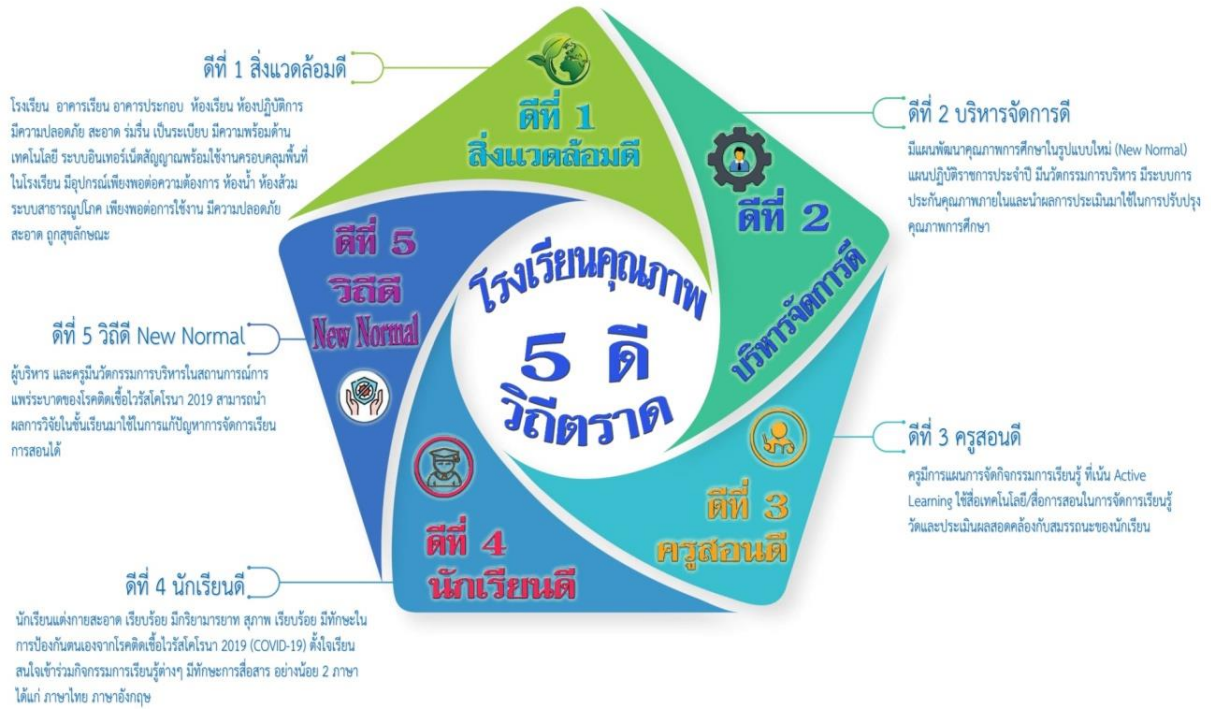 ดีที่ 1 สิ่งแวดล้อมดี
โรงเรียน อาคารเรียน อาคารประกอบ ห้องเรียน ห้องปฏิบัติการ
มีความปลอดภัย สะอาด ร่มรื่น เป็นระเบียบ มีความพร้อมด้าน
เทคโนโลยี ระบบอินเทอร์เน็ตสัญญาณพร้อมใช้งานครอบคลุมพื้นที่
ในโรงเรียน มีอุปกรณ์เพียงพอต่อความต้องการ ห้องน้ำ ห้องส้วม
ระบบสาธารณูปโภค เพียงพอต่อการใช้งาน มีความปลอดภัย
สะอาด ถูกสุขลักษณะ
ดีที่ 1
สิ่งแวดล้อมดี
ดีที่ 2 บริหารจัดการดี
มีแผนพัฒนาคุณภาพการศึกษาในรูปแบบใหม่ (New Normal)
แผนปฏิบัติราชการประจำปี มีนวัตกรรมการบริหาร มีระบบการ
ประกันคุณภาพภายในและนำผลการประเมินมาใช้ในการปรับปรุง
คุณภาพการศึกษา
ดีที่ 2
บริหารจัดการดี
ดีที่ 5
วิถีดี
New Normal
โรงเรียนคุณภาพ
5 ดี
วิถีตราด
ดีที่ 5 วิถีดี New Normal
ผู้บริหาร และครูมีนวัตกรรมการบริหารในสถานการณ์การ
แพร่ระบาดของโรคติดเชื้อไวรัสโคโรนา 2019 สามารถนำ
ผลการวิจัยในชั้นเรียนมาใช้ในการแก้ปัญหาการจัดการเรียน
การสอนได้
ดีที่ 3 ครูสอนดี
ครูมีการแผนการจัดกิจกรรมการเรียนรู้ ที่เน้น Active
Learning ใช้สื่อเทคโนโลยี/สื่อการสอนในการจัดการเรียนรู้
วัดและประเมินผลสอดคล้องกับสมรรถนะของนักเรียน
ดีที่ 3
ครูสอนดี
ดีที่ 4
นักเรียนดี
ดีที่ 4 นักเรียนดี
นักเรียนแต่งกายสะอาด เรียบร้อย มีกริยามารยาท สุภาพ เรียบร้อย มีทักษะใน
การป้องกันตนเองจากโรคติดเชื้อไวรัสโคโรนา 2019 (COVID-19) ตั้งใจเรียน
สนใจเข้าร่วมกิจกรรมการเรียนรู้ต่างๆ มีทักษะการสื่อสาร อย่างน้อย 2 ภาษา
ได้แก่ ภาษาไทย ภาษาอังกฤษ